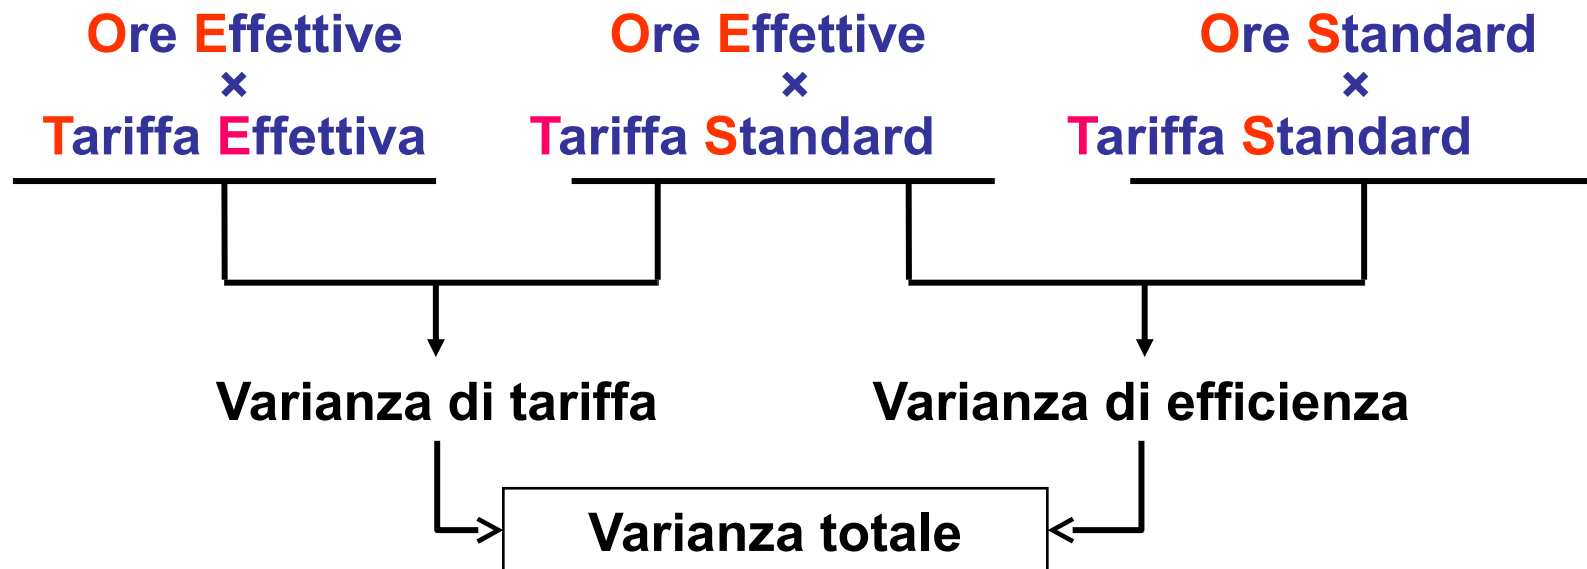 Ore Effettive
×
Tariffa Effettiva
Ore Effettive
×
Tariffa Standard
Ore Standard
×
Tariffa Standard
Varianza di tariffa
Varianza di efficienza
Varianza totale